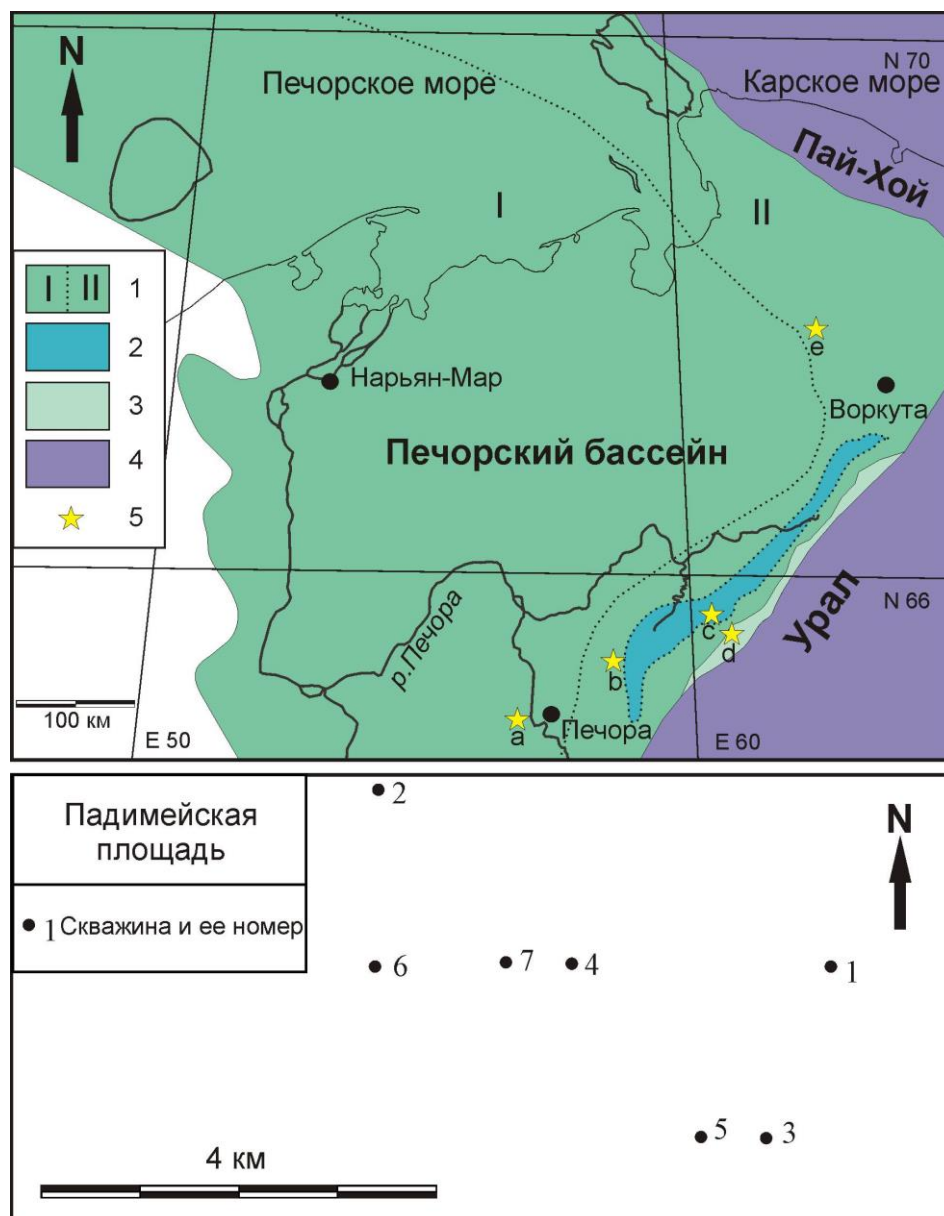 N
Печорское море
N 70
Карское море
Пай-Хой
I
II
I II 1
2
3
4
5
e
Нарьян-Мар
Воркута
Печорский бассейн
N 66
Урал
р.Печора
c
d
b
a
Печора
100 км
E 50
E 60
Падимейская
площадь
1 Скважина и ее номер
2
N
6
7
4
1
5
3
4 км